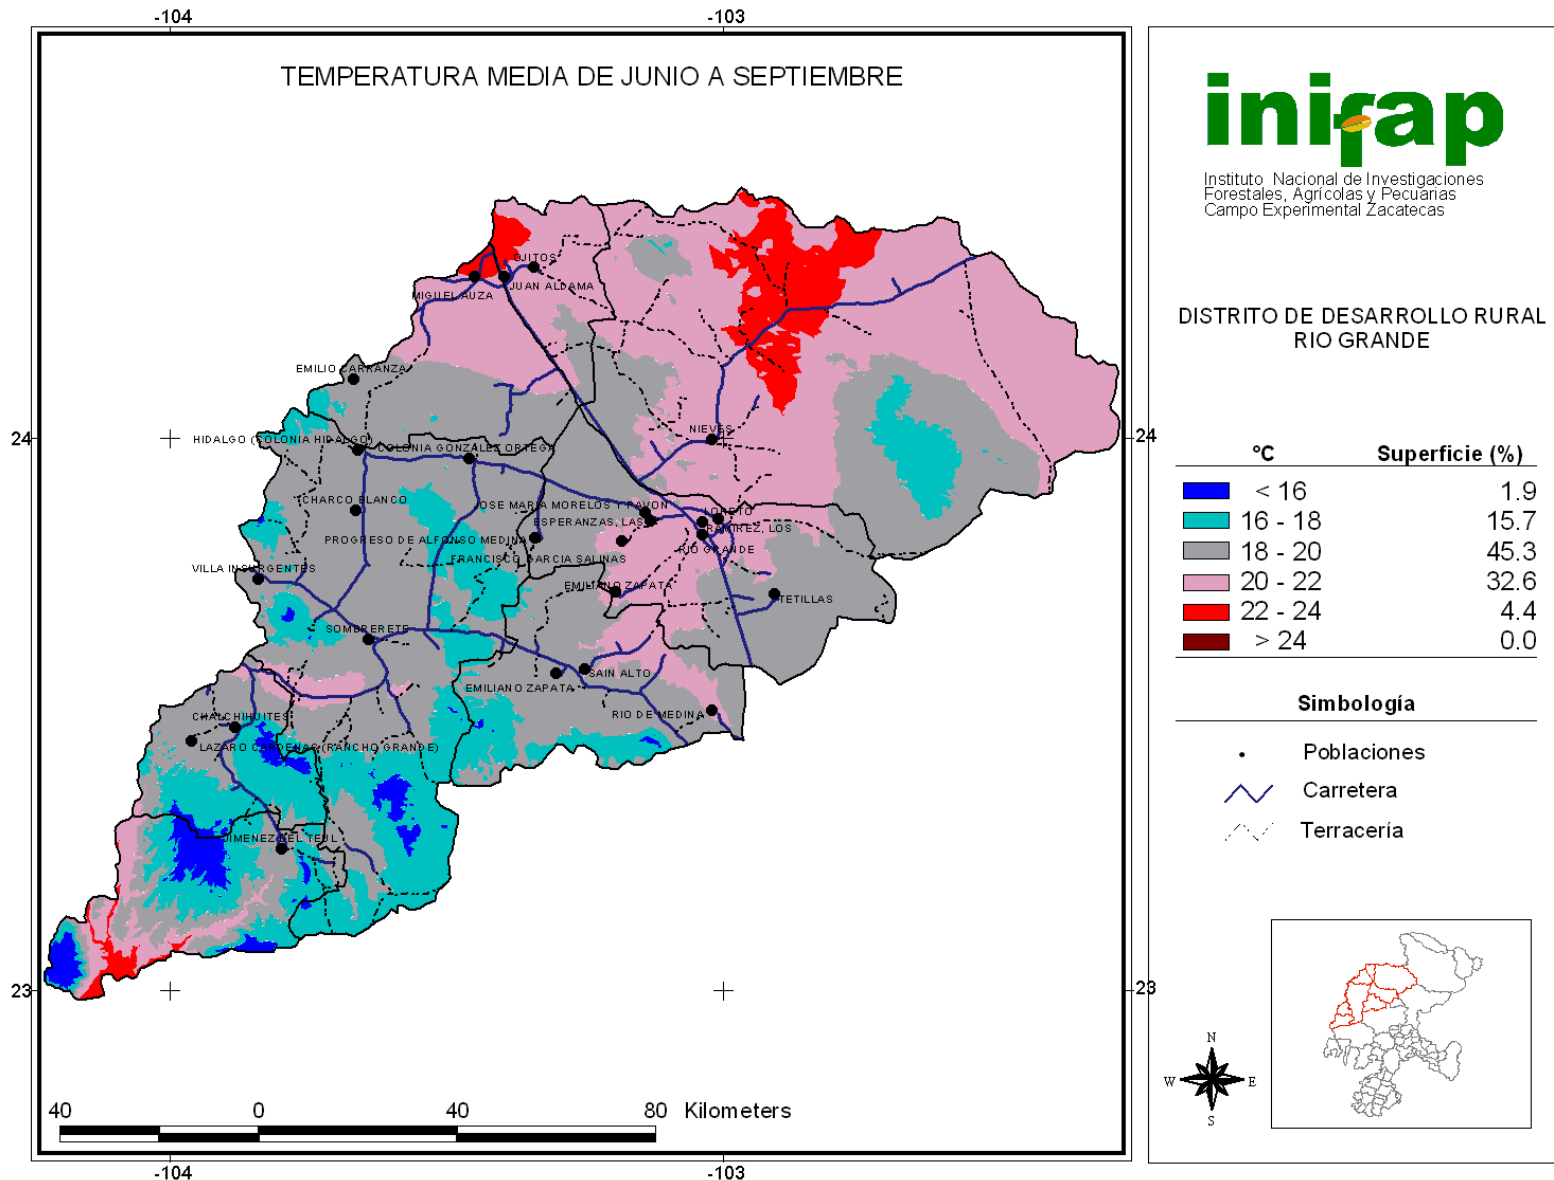 -104 -103
TEMPERATURA MEDIA DE JUNIO A SEPTIEMBRE
OJITOS
JUAN ALDAMA
MIGUEL AUZA
EMILIO CARRANZA
24 24
NIEVES
HIDALGO (COLONIA HIDALGO)
COLONIA GONZALEZ ORTEGA
CHARCO BLANCO
JOSE MARIA MORELOS Y PAVON
LORETO
ESPERANZAS, LAS
RAMIREZ, LOS
PROGRESO DE ALFONSO MEDINA
RIO GRANDE
FRANCISCO GARCIA SALINAS
VILLA INSURGENTES
EMILIANO ZAPATA
TETILLAS
SOMBRERETE
SAIN ALTO
EMILIANO ZAPATA
RIO DE MEDINA
CHALCHIHUITES
LAZARO CARDENAS (RANCHO GRANDE)
JIMENEZ DEL TEUL
23 23
40 0 40 80 Kilometers
-104 -103
inifap
Instituto Nacional de Investigaciones
Forestales, Agrícolas y Pecuarias
Campo Experimental Zacatecas
DISTRITO DE DESARROLLO RURAL
RIO GRANDE
°C Superficie (%)
< 16 1.9
16 - 18 15.7
18 - 20 45.3
20 - 22 32.6
22 - 24 4.4
> 24 0.0
Simbología
Poblaciones
Carretera
Terracería
N
W E
S